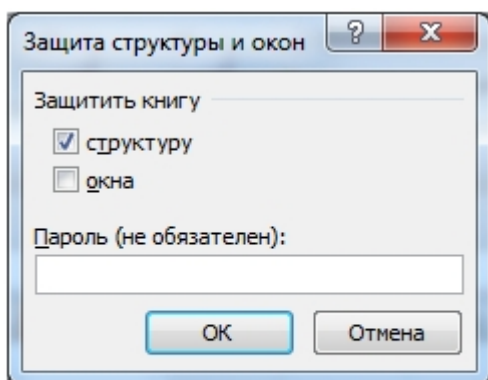 Защита структуры и окон
Защитить книгу
структуру
окна
Пароль (не обязателен):
ОК Отмена